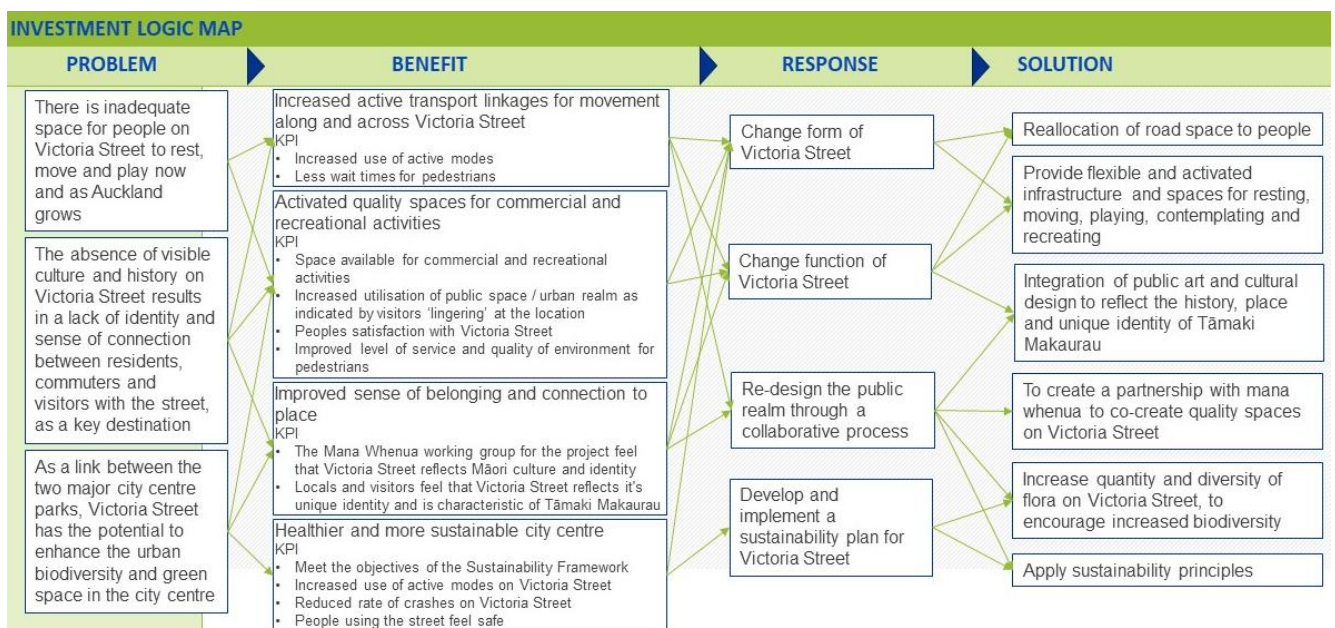 INVESTMENT LOGIC MAP
PROBLEM
BENEFIT
RESPONSE
SOLUTION
There is inadequate
space for people on
Victoria Street to rest,
move and play now
and as Auckland
grows
The absence of visible
culture and history on
Victoria Street results
in a lack of identity and
sense of connection
between residents,
commuters and
visitors with the street,
as a key destination
As a link between the
two major city centre
parks, Victoria Street
has the potential to
enhance the urban
biodiversity and green
space in the city centre
Increased active transport linkages for movement
along and across Victoria Street
KPI
• Increased use of active modes
• Less wait times for pedestrians
Activated quality spaces for commercial and
recreational activities
KPI
• Space available for commercial and recreational
activities
• Increased utilisation of public space / urban realm as
indicated by visitors ‘lingering’ at the location
• Peoples satisfaction with Victoria Street
• Improved level of service and quality of environment for
pedestrians
Improved sense of belonging and connection to
place
KPI
• The Mana Whenua working group for the project feel
that Victoria Street reflects Māori culture and identity
• Locals and visitors feel that Victoria Street reflects it's
unique identity and is characteristic of Tāmaki Makaurau
Healthier and more sustainable city centre
KPI
• Meet the objectives of the Sustainability Framework
• Increased use of active modes on Victoria Street
• Reduced rate of crashes on Victoria Street
• People using the street feel safe
Change form of
Victoria Street
Change function of
Victoria Street
Re-design the public
realm through a
collaborative process
Develop and
implement a
sustainability plan for
Victoria Street
Reallocation of road space to people
Provide flexible and activated
infrastructure and spaces for resting,
moving, playing, contemplating and
recreating
Integration of public art and cultural
design to reflect the history, place
and unique identity of Tāmaki
Makaurau
To create a partnership with mana
whenua to co-create quality spaces
on Victoria Street
Increase quantity and diversity of
flora on Victoria Street, to
encourage increased biodiversity
Apply sustainability principles